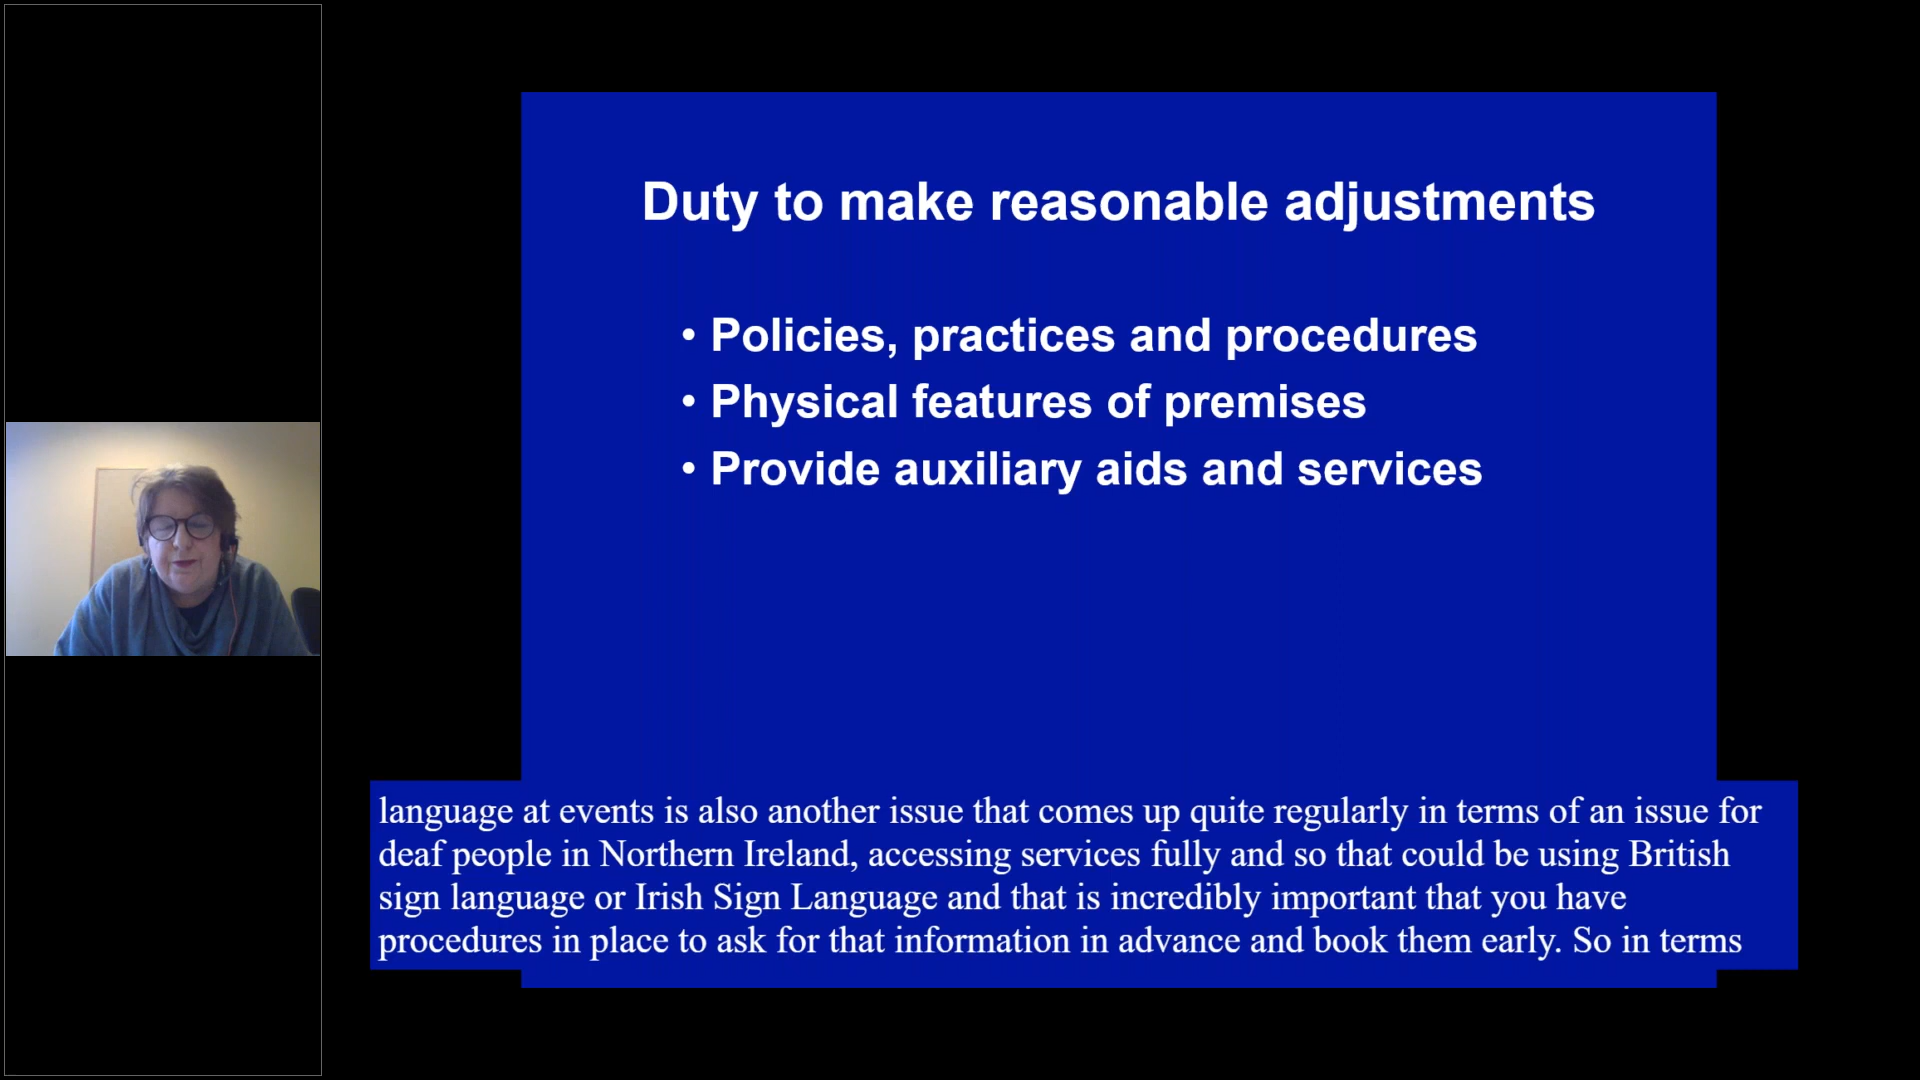 Duty to make reasonable adjustments
• Policies, practices and procedures
• Physical features of premises
• Provide auxiliary aids and services
language at events is also another issue that comes up quite regularly in terms of an issue for
deaf people in Northern Ireland, accessing services fully and so that could be using British
sign language or Irish Sign Language and that is incredibly important that you have
procedures in place to ask for that information in advance and book them early. So in terms